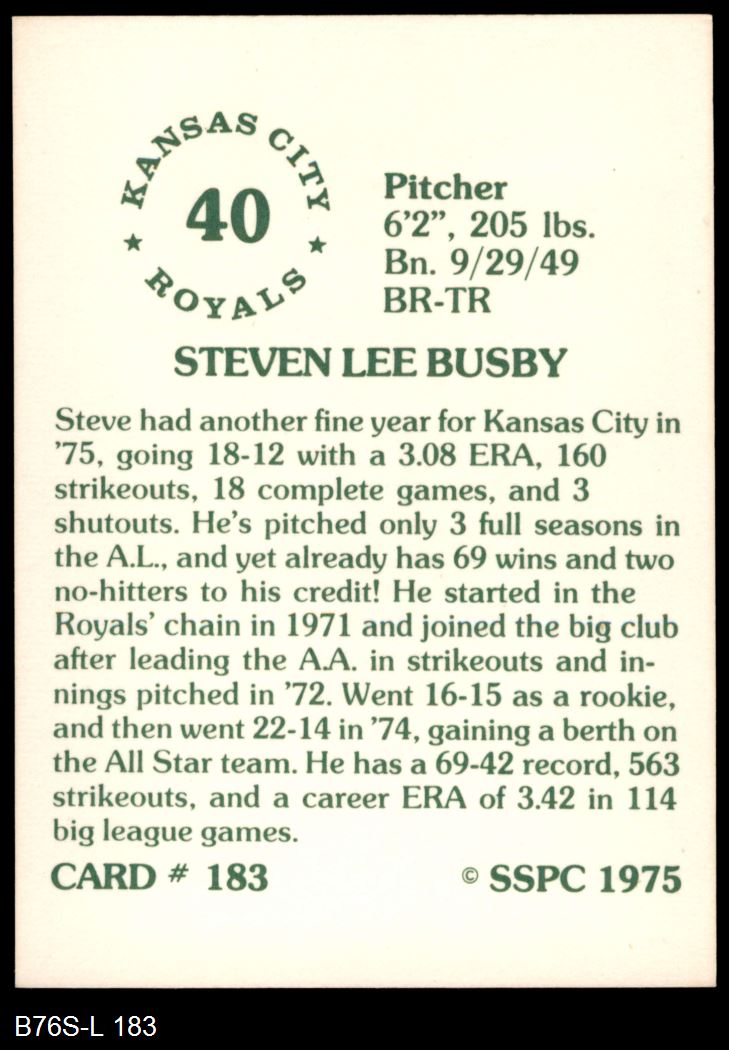 KANSAS CITY
★ 40 ★
ROYALS
Pitcher
6'2”, 205 lbs.
Bn. 9/29/49
BR-TR
STEVEN LEE BUSBY
Steve had another fine year for Kansas City in
’75, going 18-12 with a 3.08 ERA, 160
strikeouts, 18 complete games, and 3
shutouts. He’s pitched only 3 full seasons in
the A.L., and yet already has 69 wins and two
no-hitters to his credit! He started in the
Royals’ chain in 1971 and joined the big club
after leading the A.A. in strikeouts and in-
nings pitched in ’72. Went 16-15 as a rookie,
and then went 22-14 in ’74, gaining a berth on
the All Star team. He has a 69-42 record, 563
strikeouts, and a career ERA of 3.42 in 114
big league games.
CARD # 183 © SSPC 1975
B76S-L 183